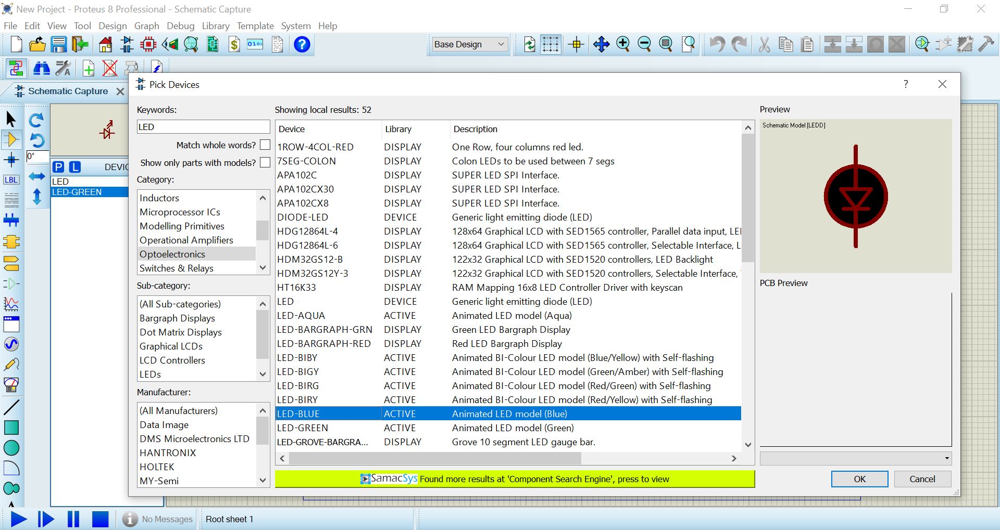 New Project - Proteus 8 Professional - Schematic Capture
File Edit View Tool Design Graph Debug Library Template System Help
$
0101
?
Base Design
A
Schematic Capture
Pick Devices
?
Keywords:
LED
Match whole words?
Show only parts with models?
Category:
Inductors
Microprocessor ICs
Modelling Primitives
Operational Amplifiers
Optoelectronics
Switches & Relays
Sub-category:
(All Sub-categories)
Bargraph Displays
Dot Matrix Displays
Graphical LCDs
LCD Controllers
LEDs
Manufacturer:
(All Manufacturers)
Data Image
DMS Microelectronics LTD
HANTRONIX
HOLTEK
MY-Semi
Showing local results: 52
Device Library Description
1ROW-4COL-RED DISPLAY One Row, four columns red led.
7SEG-COLON DISPLAY Colon LEDs to be used between 7 segs
APA102C DISPLAY SUPER LED SPI Interface.
APA102CX30 DISPLAY SUPER LED SPI Interface.
APA102CX8 DISPLAY SUPER LED SPI Interface.
DIODE-LED DEVICE Generic light emitting diode (LED)
HDG12864L-4 DISPLAY 128x64 Graphical LCD with SED1565 controller, Parallel data input, LE
HDG12864L-6 DISPLAY 128x64 Graphical LCD with SED1565 controller, Selectable Interface, L
HDM32GS12-B DISPLAY 122x32 Graphical LCD with SED1520 controllers, LED Backlight
HDM32GS12Y-3 DISPLAY 122x32 Graphical LCD with SED1520 controllers, Selectable Interface,
HT16K33 DISPLAY RAM Mapping 16x8 LED Controller Driver with keyscan
LED DEVICE Generic light emitting diode (LED)
LED-AQUA ACTIVE Animated LED model (Aqua)
LED-BARGRAPH-GRN DISPLAY Green LED Bargraph Display
LED-BARGRAPH-RED DISPLAY Red LED Bargraph Display
LED-BIBY ACTIVE Animated BI-Colour LED model (Blue/Yellow) with Self-flashing
LED-BIGY ACTIVE Animated BI-Colour LED model (Green/Amber) with Self-flashing
LED-BIRG ACTIVE Animated BI-Colour LED model (Red/Green) with Self-flashing
LED-BIRY ACTIVE Animated BI-Colour LED model (Red/Yellow) with Self-flashing
LED-BLUE ACTIVE Animated LED model (Blue)
LED-GREEN ACTIVE Animated LED model (Green)
LED-GROVE-BARGRA... DISPLAY Grove 10 segment LED gauge bar.
SamacSys Found more results at 'Component Search Engine', press to view
Preview
Schematic Model [LEDD]
PCB Preview
OK Cancel
0°
P L DEVIC
LED
LED-GREEN
LBL
No Messages
Root sheet 1